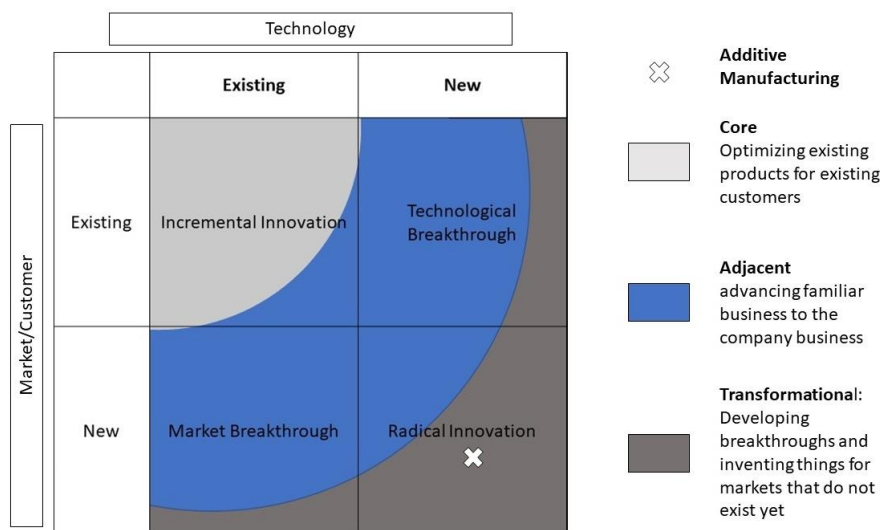 Technology
Existing
New
Market/Customer
Existing
Incremental Innovation
Technological
Breakthrough
New
Market Breakthrough
Radical Innovation
Additive
Manufacturing
Core
Optimizing existing
products for existing
customers
Adjacent
advancing familiar
business to the
company business
Transformational:
Developing
breakthroughs and
inventing things for
markets that do not
exist yet